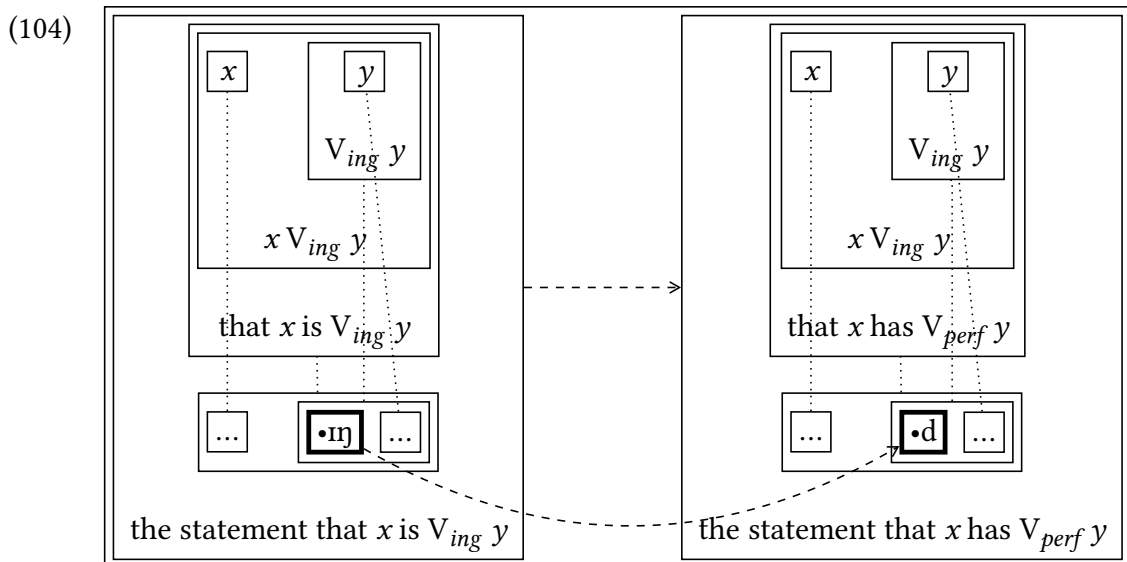 (104)
x y x y
V_ing y V_ing y
x V_ing y x V_ing y
that x is V_ing y that x has V_perf y
... •ɪŋ ... ... •d ...
the statement that x is V_ing y the statement that x has V_perf y